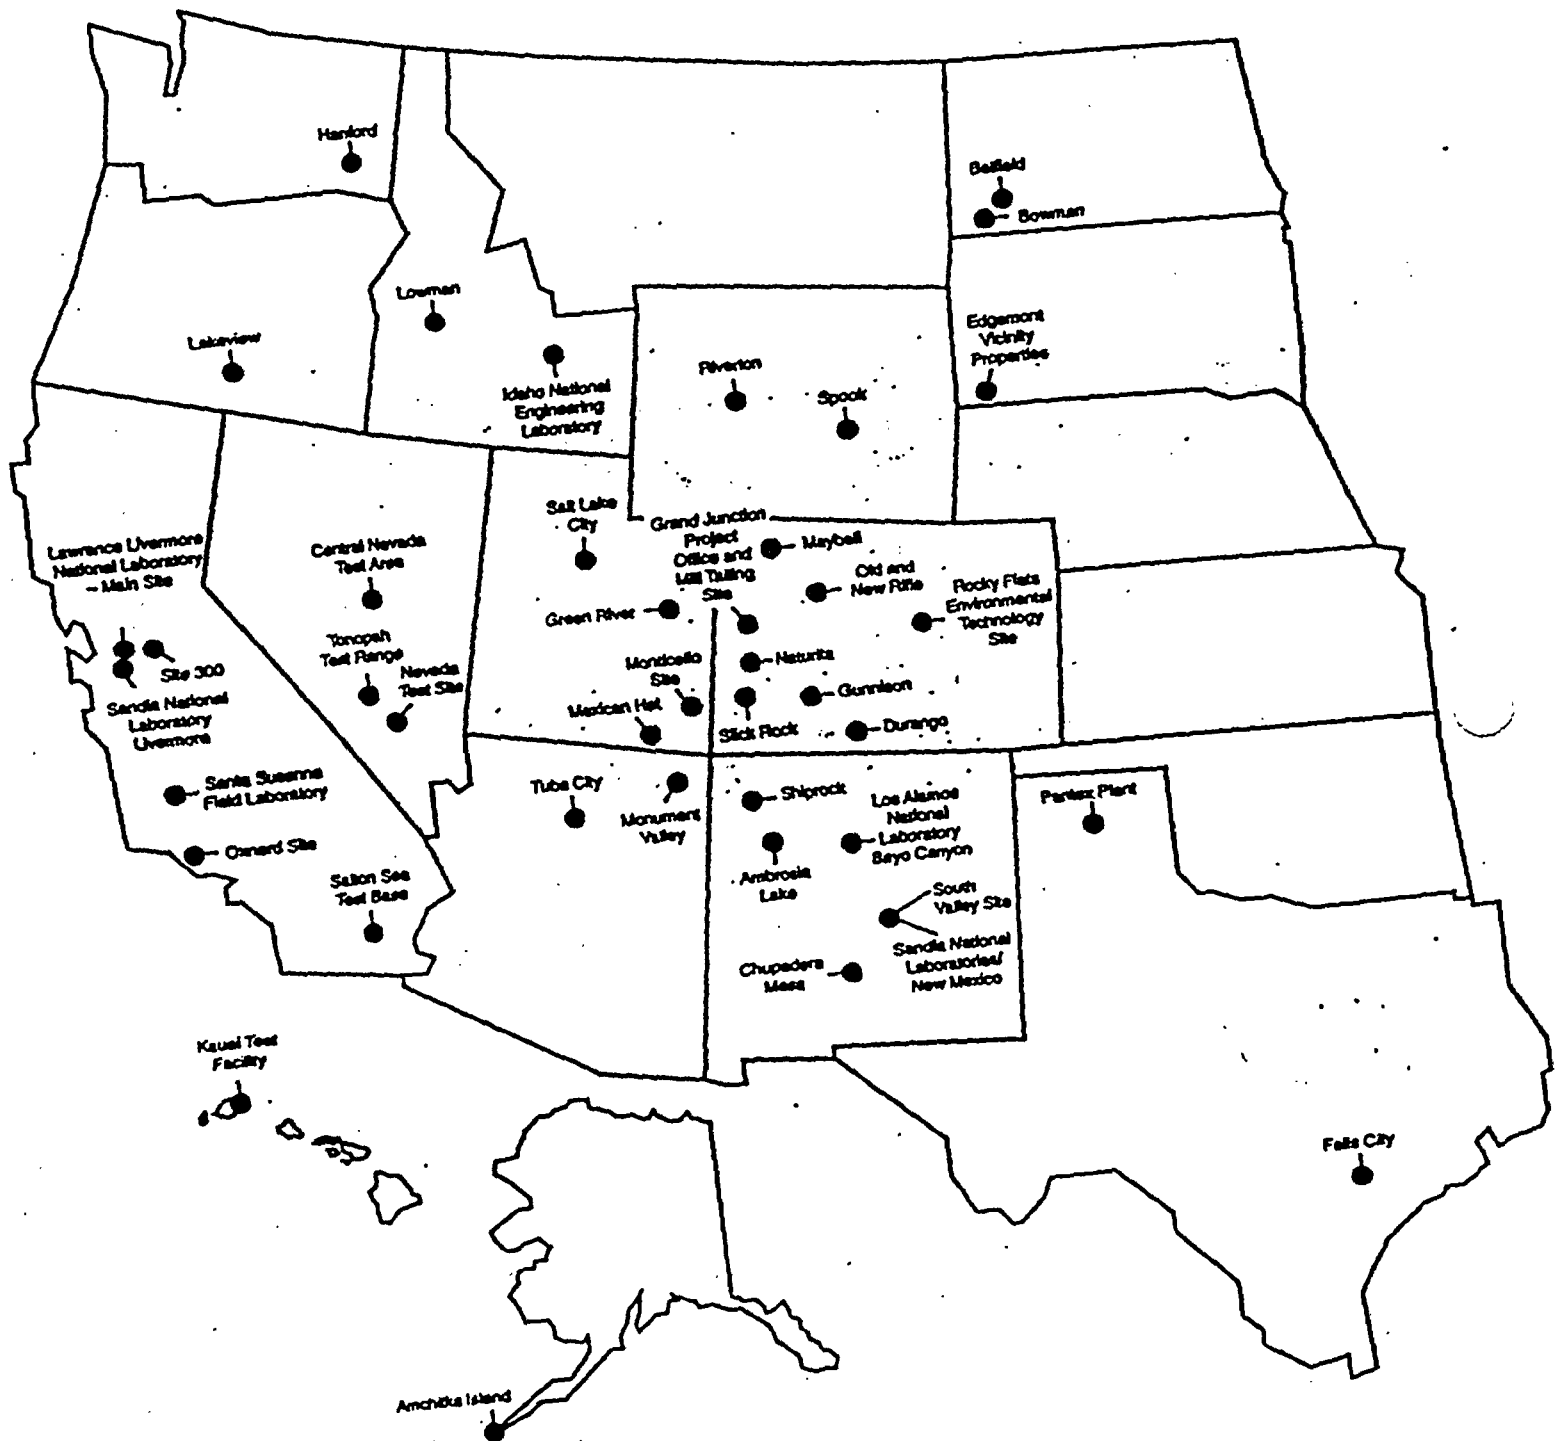 Hanford
Belfield
Bowman
Lowman
Lakeview
Idaho National
Engineering
Laboratory
Riverton
Spook
Edgemont
Vicinity
Properties
Salt Lake
City
Grand Junction
Project
Office and
Mill Tailing
Site
Maybell
Old and
New Rifle
Rocky Flats
Environmental
Technology
Site
Lawrence Livermore
National Laboratory
– Main Site
Central Nevada
Test Area
Green River
Tonopah
Test Range
Nevada
Test Site
Site 300
Sandia National
Laboratory
Livermore
Monticello
Site
Naturita
Mexican Hat
Gunnison
Slick Rock
Durango
Santa Susanna
Field Laboratory
Tuba City
Monument
Valley
Shiprock
Los Alamos
National
Laboratory
Bayo Canyon
Pantex Plant
Oxnard Site
Salton Sea
Test Base
Ambrosia
Lake
South
Valley Site
Sandia National
Laboratories/
New Mexico
Chupadera
Mesa
Kauai Test
Facility
Falls City
Amchitka Island